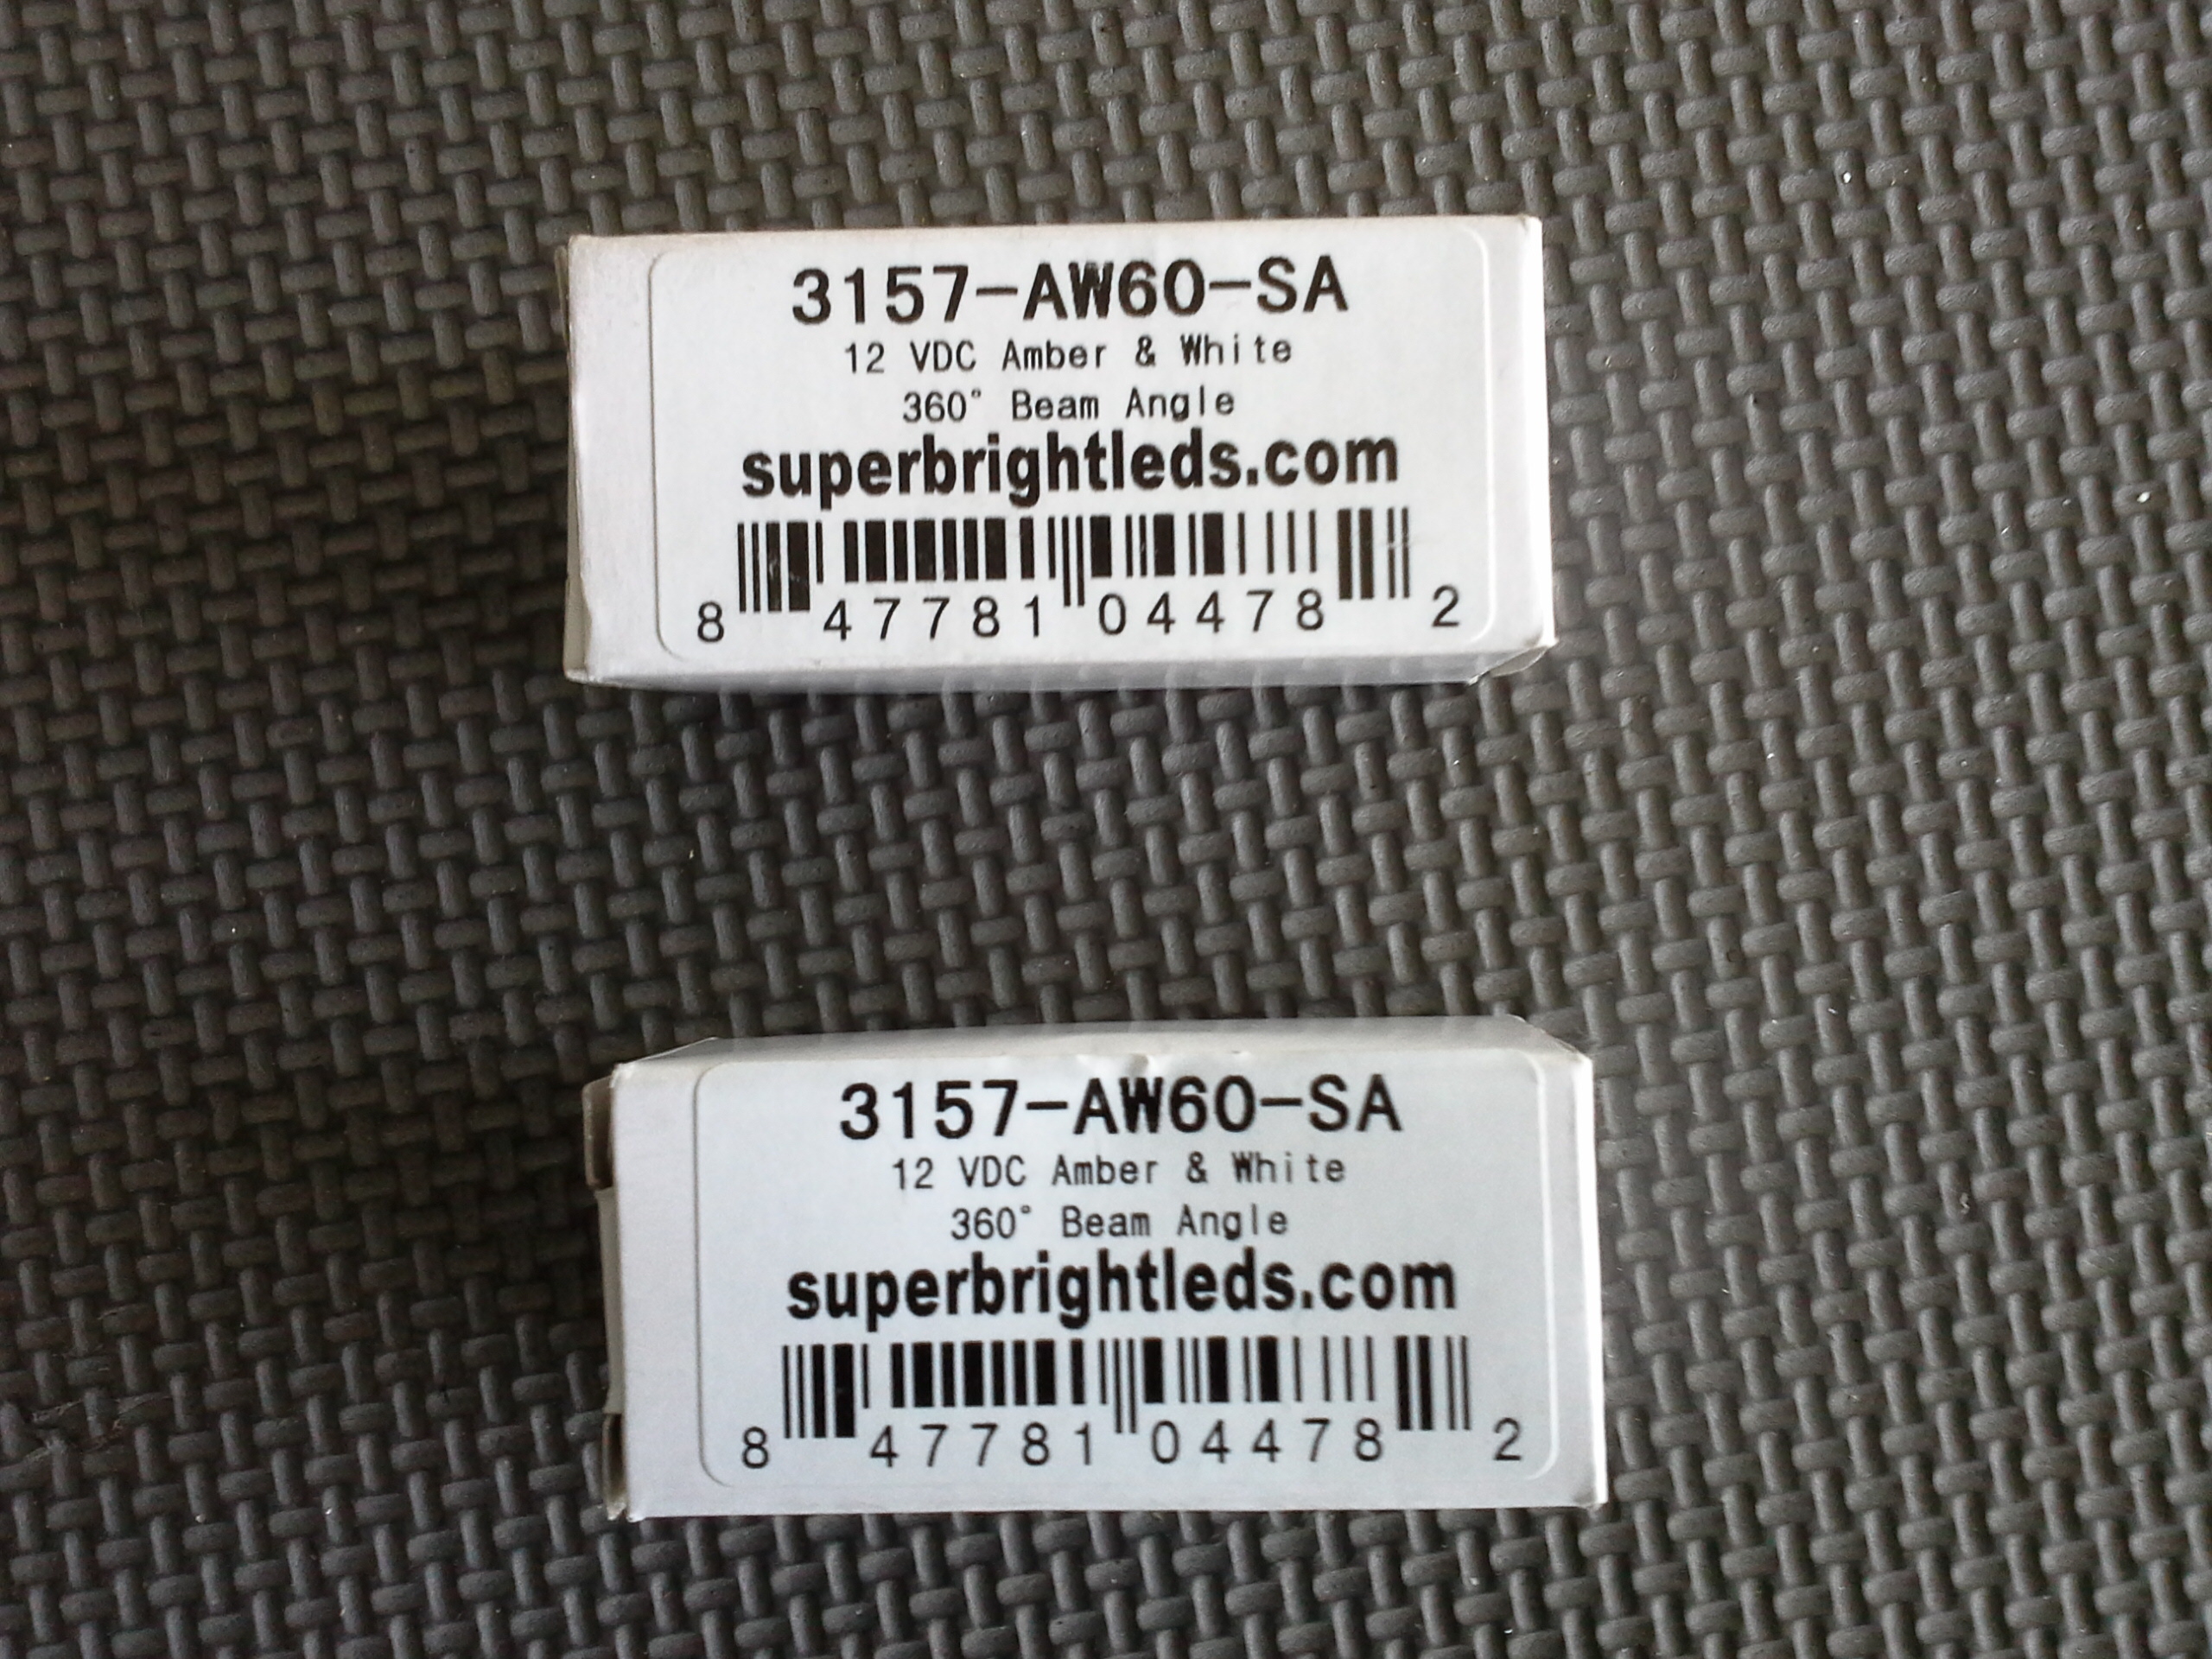 3157-AW60-SA
12 VDC Amber & White
360° Beam Angle
superbrightleds.com
8 47781 04478 2
3157-AW60-SA
12 VDC Amber & White
360° Beam Angle
superbrightleds.com
8 47781 04478 2